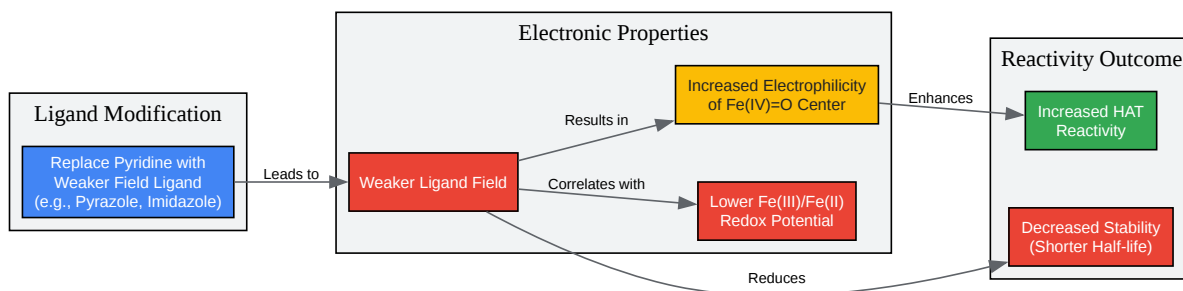 Ligand Modification
Replace Pyridine with
Weaker Field Ligand
(e.g., Pyrazole, Imidazole)
Leads to
Electronic Properties
Weaker Ligand Field
Results in
Increased Electrophilicity
of Fe(IV)=O Center
Correlates with
Lower Fe(III)/Fe(II)
Redox Potential
Enhances
Reduces
Reactivity Outcome
Increased HAT
Reactivity
Decreased Stability
(Shorter Half-life)